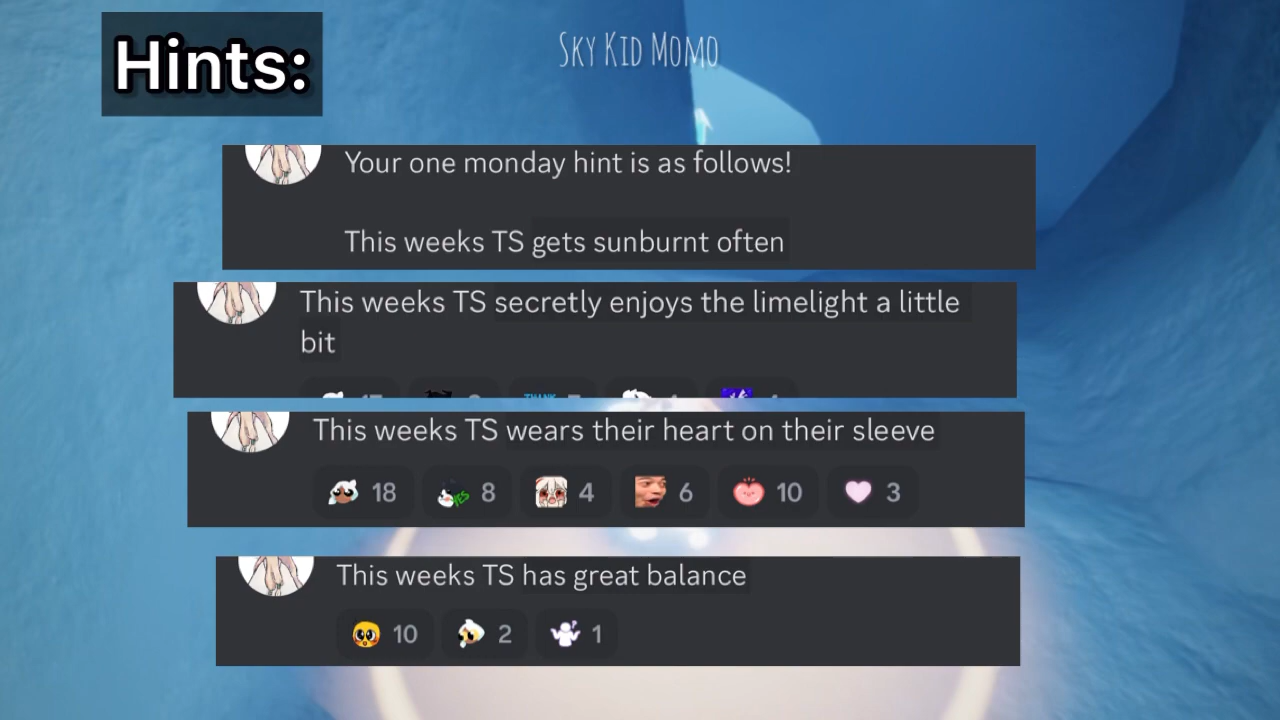 Hints:
SKY KID MOMO
Your one monday hint is as follows!
This weeks TS gets sunburnt often
This weeks TS secretly enjoys the limelight a little
bit
This weeks TS wears their heart on their sleeve
18 8 4 6 10 3
This weeks TS has great balance
10 2 1